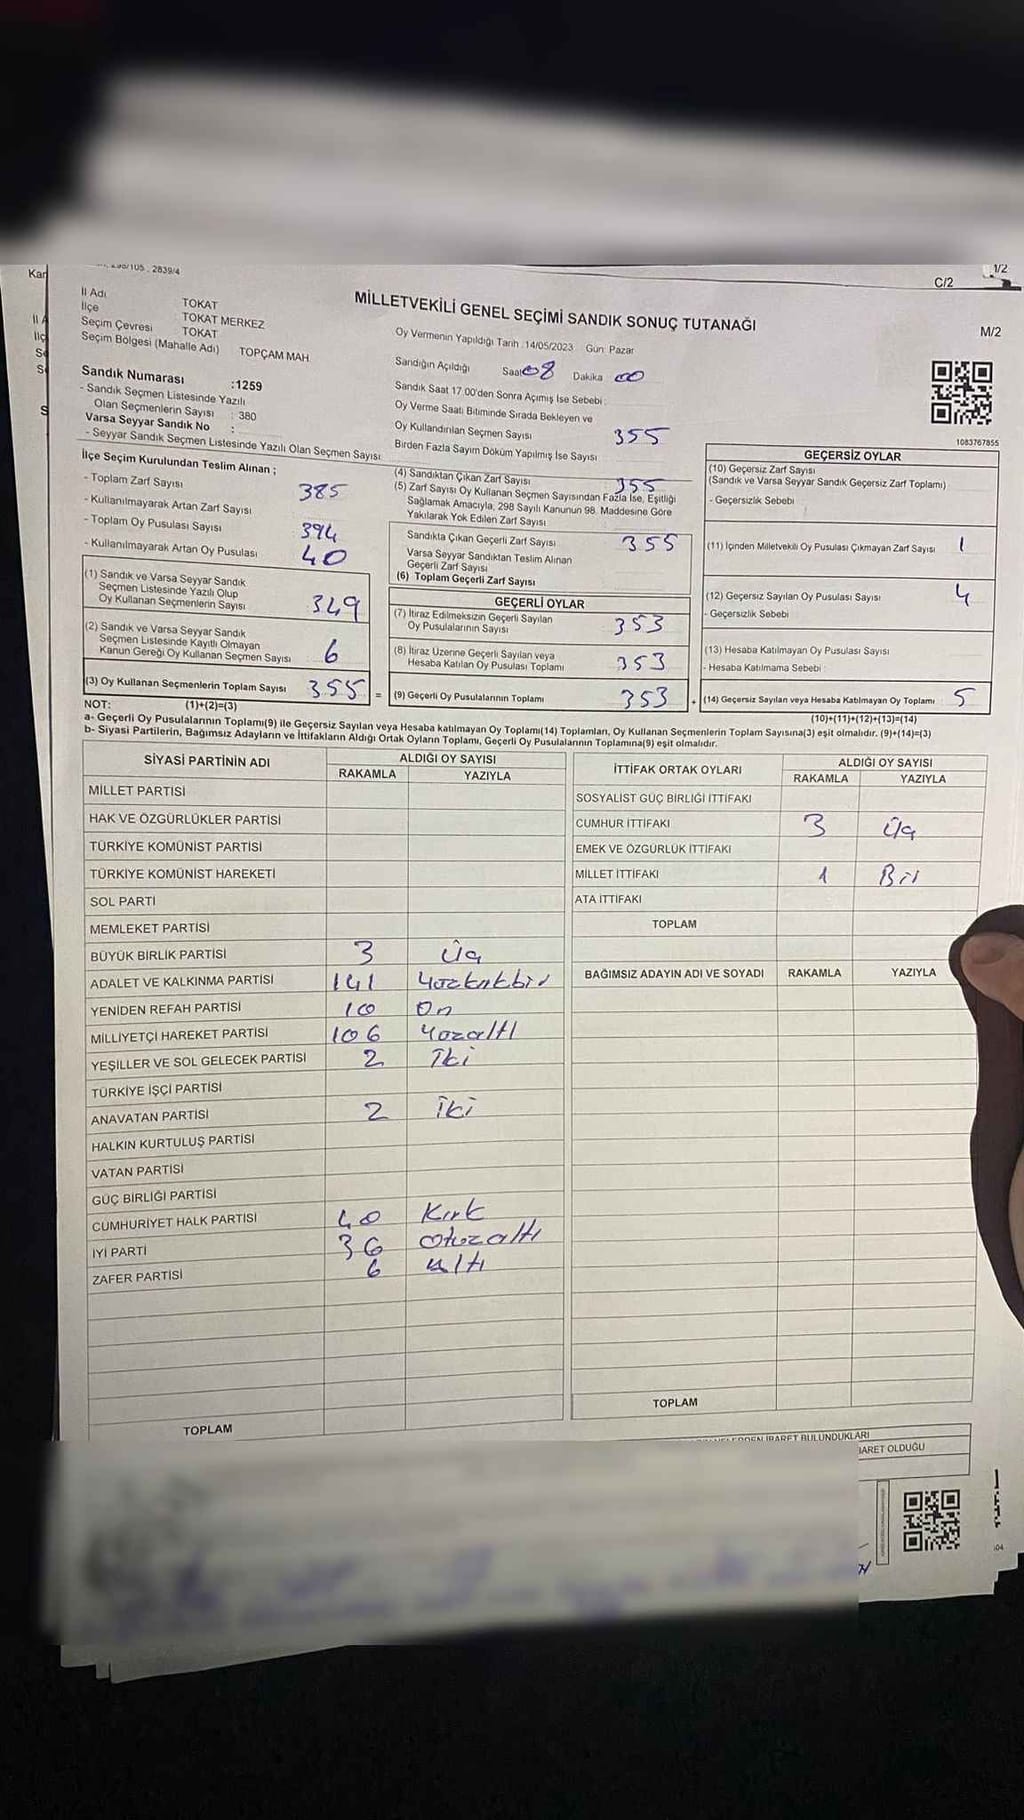 2839/4
1/2
C/2
M/2
Kar
İl Adı TOKAT
İlçe TOKAT MERKEZ
Seçim Çevresi TOKAT
Seçim Bölgesi (Mahalle Adı) TOPÇAM MAH
MİLLETVEKİLİ GENEL SEÇİMİ SANDIK SONUÇ TUTANAĞI
Oy Vermenin Yapıldığı Tarih :14/05/2023 Gün: Pazar
Sandığın Açıldığı Saat 08 Dakika 00
Sandık Saat 17.00'den Sonra Açımış İse Sebebi :
Oy Verme Saati Bitiminde Sırada Bekleyen ve
Oy Kullandırılan Seçmen Sayısı 355
Birden Fazla Sayım Döküm Yapılmış İse Sayısı
1083767855
Sandık Numarası :1259
- Sandık Seçmen Listesinde Yazılı
Olan Seçmenlerin Sayısı : 380
Varsa Seyyar Sandık No :
- Seyyar Sandık Seçmen Listesinde Yazılı Olan Seçmen Sayısı:
İlçe Seçim Kurulundan Teslim Alınan ;
- Toplam Zarf Sayısı 385
- Kullanılmayarak Artan Zarf Sayısı
- Toplam Oy Pusulası Sayısı 394
- Kullanılmayarak Artan Oy Pusulası 40
(1) Sandık ve Varsa Seyyar Sandık
Seçmen Listesinde Yazılı Olup
Oy Kullanan Seçmenlerin Sayısı 349
(2) Sandık ve Varsa Seyyar Sandık
Seçmen Listesinde Kayıtlı Olmayan
Kanun Gereği Oy Kullanan Seçmen Sayısı 6
(3) Oy Kullanan Seçmenlerin Toplam Sayısı 355 =
(4) Sandıktan Çıkan Zarf Sayısı 355
(5) Zarf Sayısı Oy Kullanan Seçmen Sayısından Fazla İse, Eşitliği
Sağlamak Amacıyla, 298 Sayılı Kanunun 98. Maddesine Göre
Yakılarak Yok Edilen Zarf Sayısı
Sandıkta Çıkan Geçerli Zarf Sayısı 355
Varsa Seyyar Sandıktan Teslim Alınan
Geçerli Zarf Sayısı
(6) Toplam Geçerli Zarf Sayısı
GEÇERLİ OYLAR
(7) İtiraz Edilmeksizin Geçerli Sayılan
Oy Pusulalarının Sayısı 353
(8) İtiraz Üzerine Geçerli Sayılan veya
Hesaba Katılan Oy Pusulası Toplamı 353
(9) Geçerli Oy Pusulalarının Toplamı 353 +
GEÇERSİZ OYLAR
(10) Geçersiz Zarf Sayısı
(Sandık ve Varsa Seyyar Sandık Geçersiz Zarf Toplamı)
- Geçersizlik Sebebi
(11) İçinden Milletvekili Oy Pusulası Çıkmayan Zarf Sayısı 1
(12) Geçersiz Sayılan Oy Pusulası Sayısı 4
- Geçersizlik Sebebi
(13) Hesaba Katılmayan Oy Pusulası Sayısı
- Hesaba Katılmama Sebebi :
(14) Geçersiz Sayılan veya Hesaba Katılmayan Oy Toplamı 5
NOT: (1)+(2)=(3)
(10)+(11)+(12)+(13)=(14)
a- Geçerli Oy Pusulalarının Toplamı(9) ile Geçersiz Sayılan veya Hesaba katılmayan Oy Toplamı(14) Toplamları, Oy Kullanan Seçmenlerin Toplam Sayısına(3) eşit olmalıdır. (9)+(14)=(3)
b- Siyasi Partilerin, Bağımsız Adayların ve İttifakların Aldığı Ortak Oyların Toplamı, Geçerli Oy Pusulalarının Toplamına(9) eşit olmalıdır.
SİYASİ PARTİNİN ADI ALDIĞI OY SAYISI
RAKAMLA YAZIYLA
MİLLET PARTİSİ
HAK VE ÖZGÜRLÜKLER PARTİSİ
TÜRKİYE KOMÜNİST PARTİSİ
TÜRKİYE KOMÜNİST HAREKETİ
SOL PARTİ
MEMLEKET PARTİSİ
BÜYÜK BİRLİK PARTİSİ 3 Üç
ADALET VE KALKINMA PARTİSİ 141 Yüzkırkbir
YENİDEN REFAH PARTİSİ 10 On
MİLLİYETÇİ HAREKET PARTİSİ 106 Yüzaltı
YEŞİLLER VE SOL GELECEK PARTİSİ 2 İki
TÜRKİYE İŞÇİ PARTİSİ
ANAVATAN PARTİSİ 2 İki
HALKIN KURTULUŞ PARTİSİ
VATAN PARTİSİ
GÜÇ BİRLİĞİ PARTİSİ
CUMHURİYET HALK PARTİSİ 40 Kırk
İYİ PARTİ 36 Otuzaltı
ZAFER PARTİSİ 6 Altı
TOPLAM
İTTİFAK ORTAK OYLARI ALDIĞI OY SAYISI
RAKAMLA YAZIYLA
SOSYALİST GÜÇ BİRLİĞİ İTTİFAKI
CUMHUR İTTİFAKI 3 Üç
EMEK VE ÖZGÜRLÜK İTTİFAKI
MİLLET İTTİFAKI 1 Bir
ATA İTTİFAKI
TOPLAM
BAĞIMSIZ ADAYIN ADI VE SOYADI RAKAMLA YAZIYLA
TOPLAM
İBARET BULUNDUKLARI
İBARET OLDUĞU